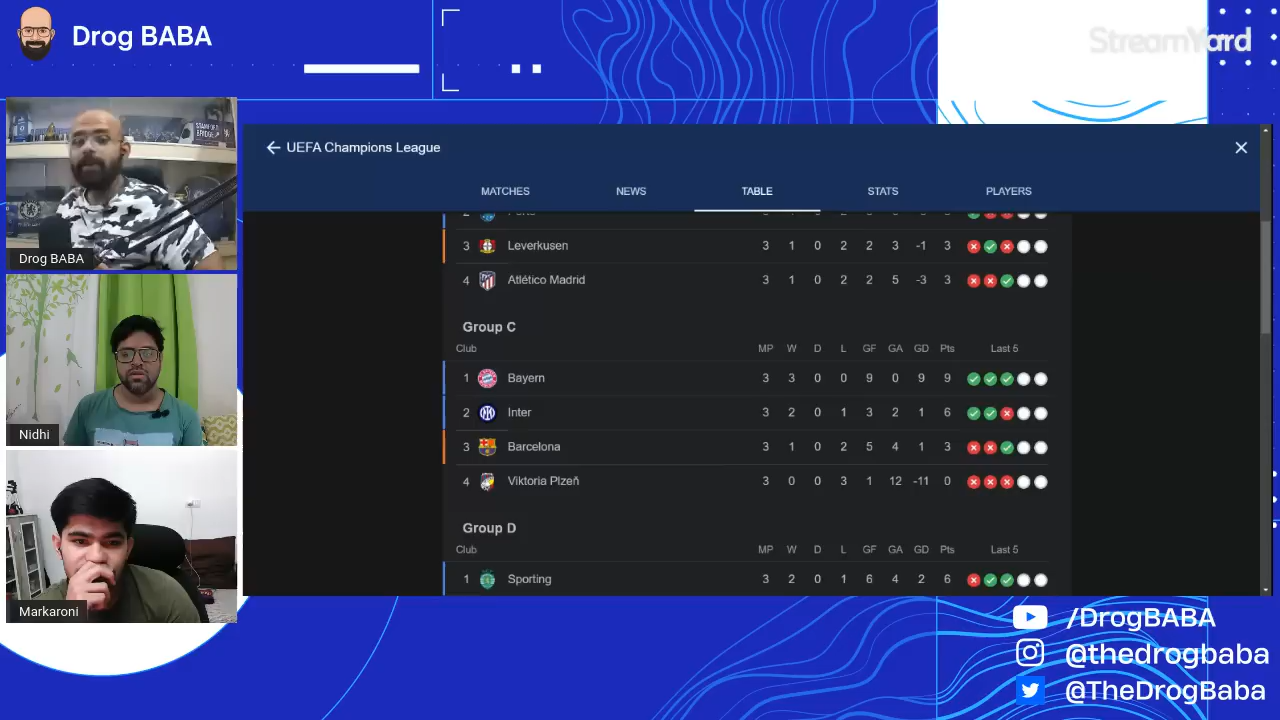 Drog BABA
StreamYard
STAMFORD
BRIDGE
Drog BABA
Nidhi
Markaroni
UEFA Champions League
MATCHES NEWS TABLE STATS PLAYERS
3 Leverkusen 3 1 0 2 2 3 -1 3
4 Atlético Madrid 3 1 0 2 2 5 -3 3
Group C
Club MP W D L GF GA GD Pts Last 5
1 Bayern 3 3 0 0 9 0 9 9
2 Inter 3 2 0 1 3 2 1 6
3 Barcelona 3 1 0 2 5 4 1 3
4 Viktoria Plzeň 3 0 0 3 1 12 -11 0
Group D
Club MP W D L GF GA GD Pts Last 5
1 Sporting 3 2 0 1 6 4 2 6
/DrogBABA
@thedrogbaba
@TheDrogBaba